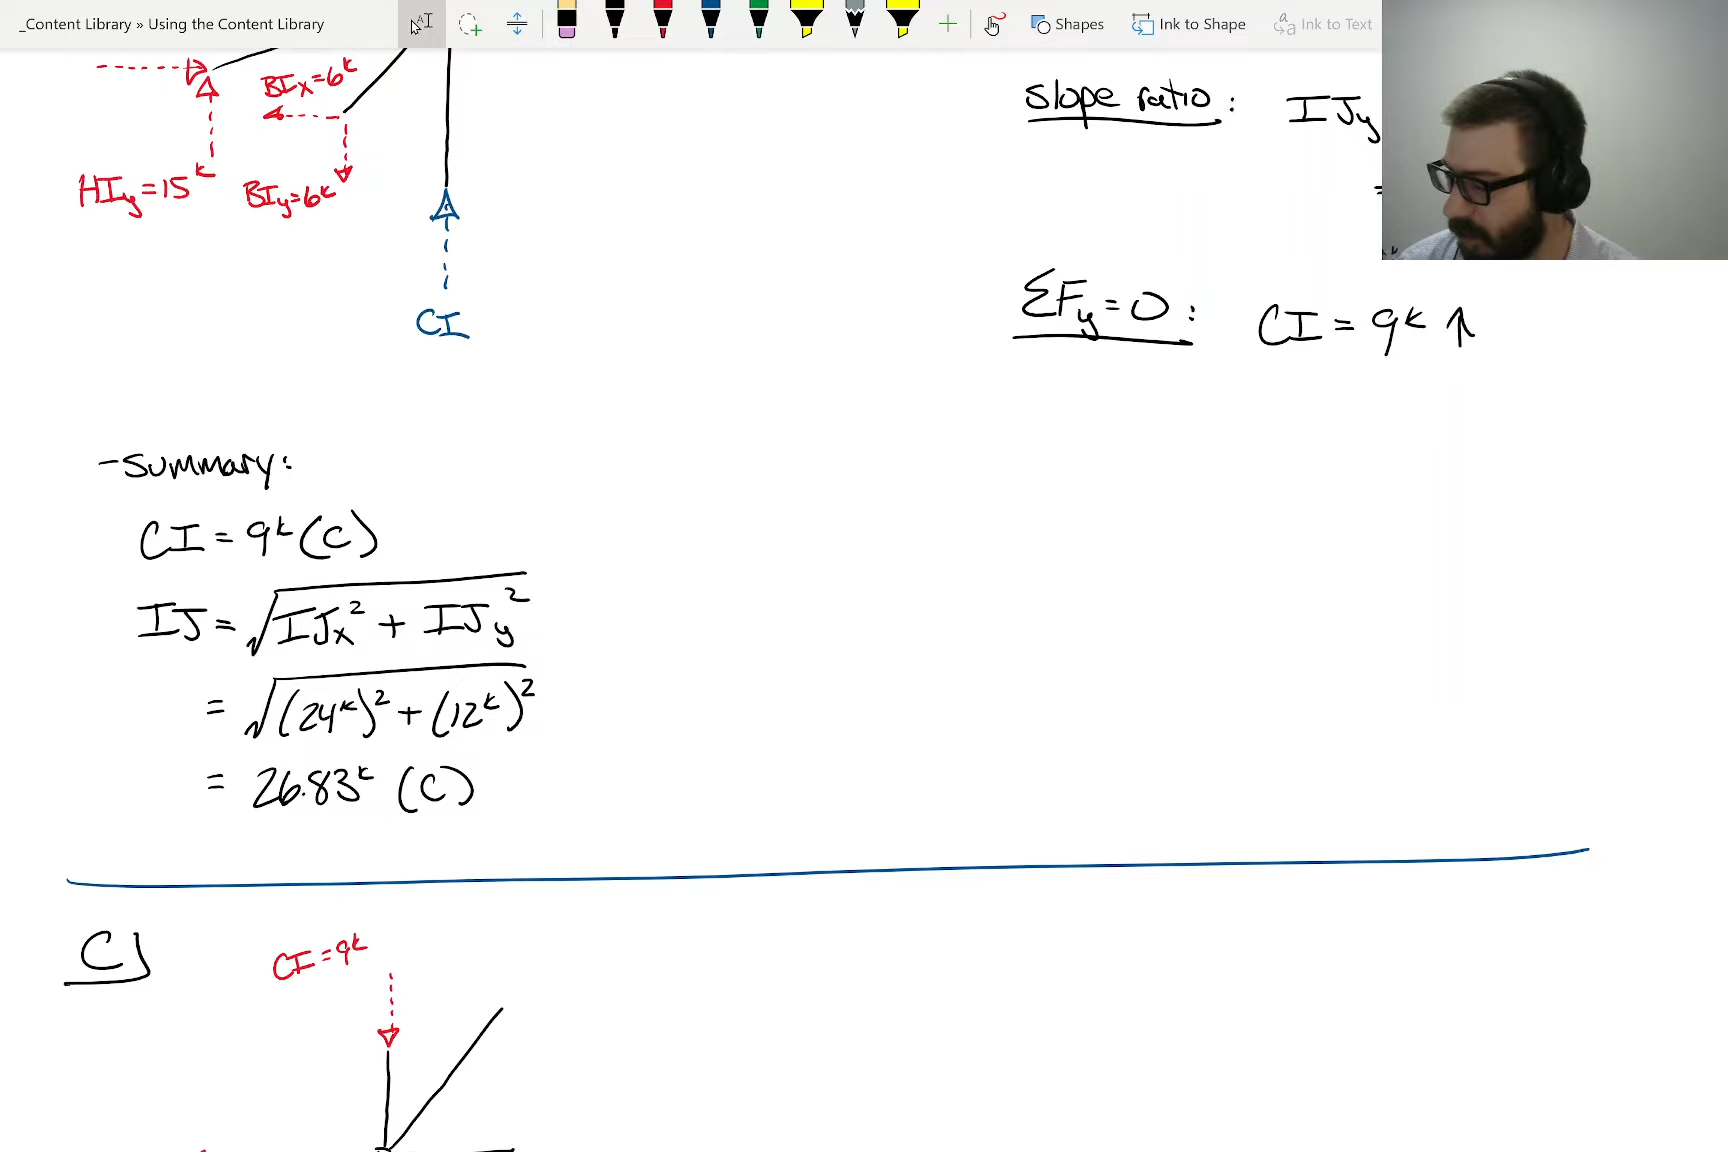 _Content Library » Using the Content Library
Shapes
Ink to Shape
Ink to Text
BIx=6k
HIy=15k
BIy=6k
CI
slope ratio: IJy
=
ΣFy=0: CI = 9k ↑
-summary:
CI = 9k (C)
IJ = √IJx² + IJy²
= √(24k)² + (12k)²
= 26.83k (C)
C)
CI=9k